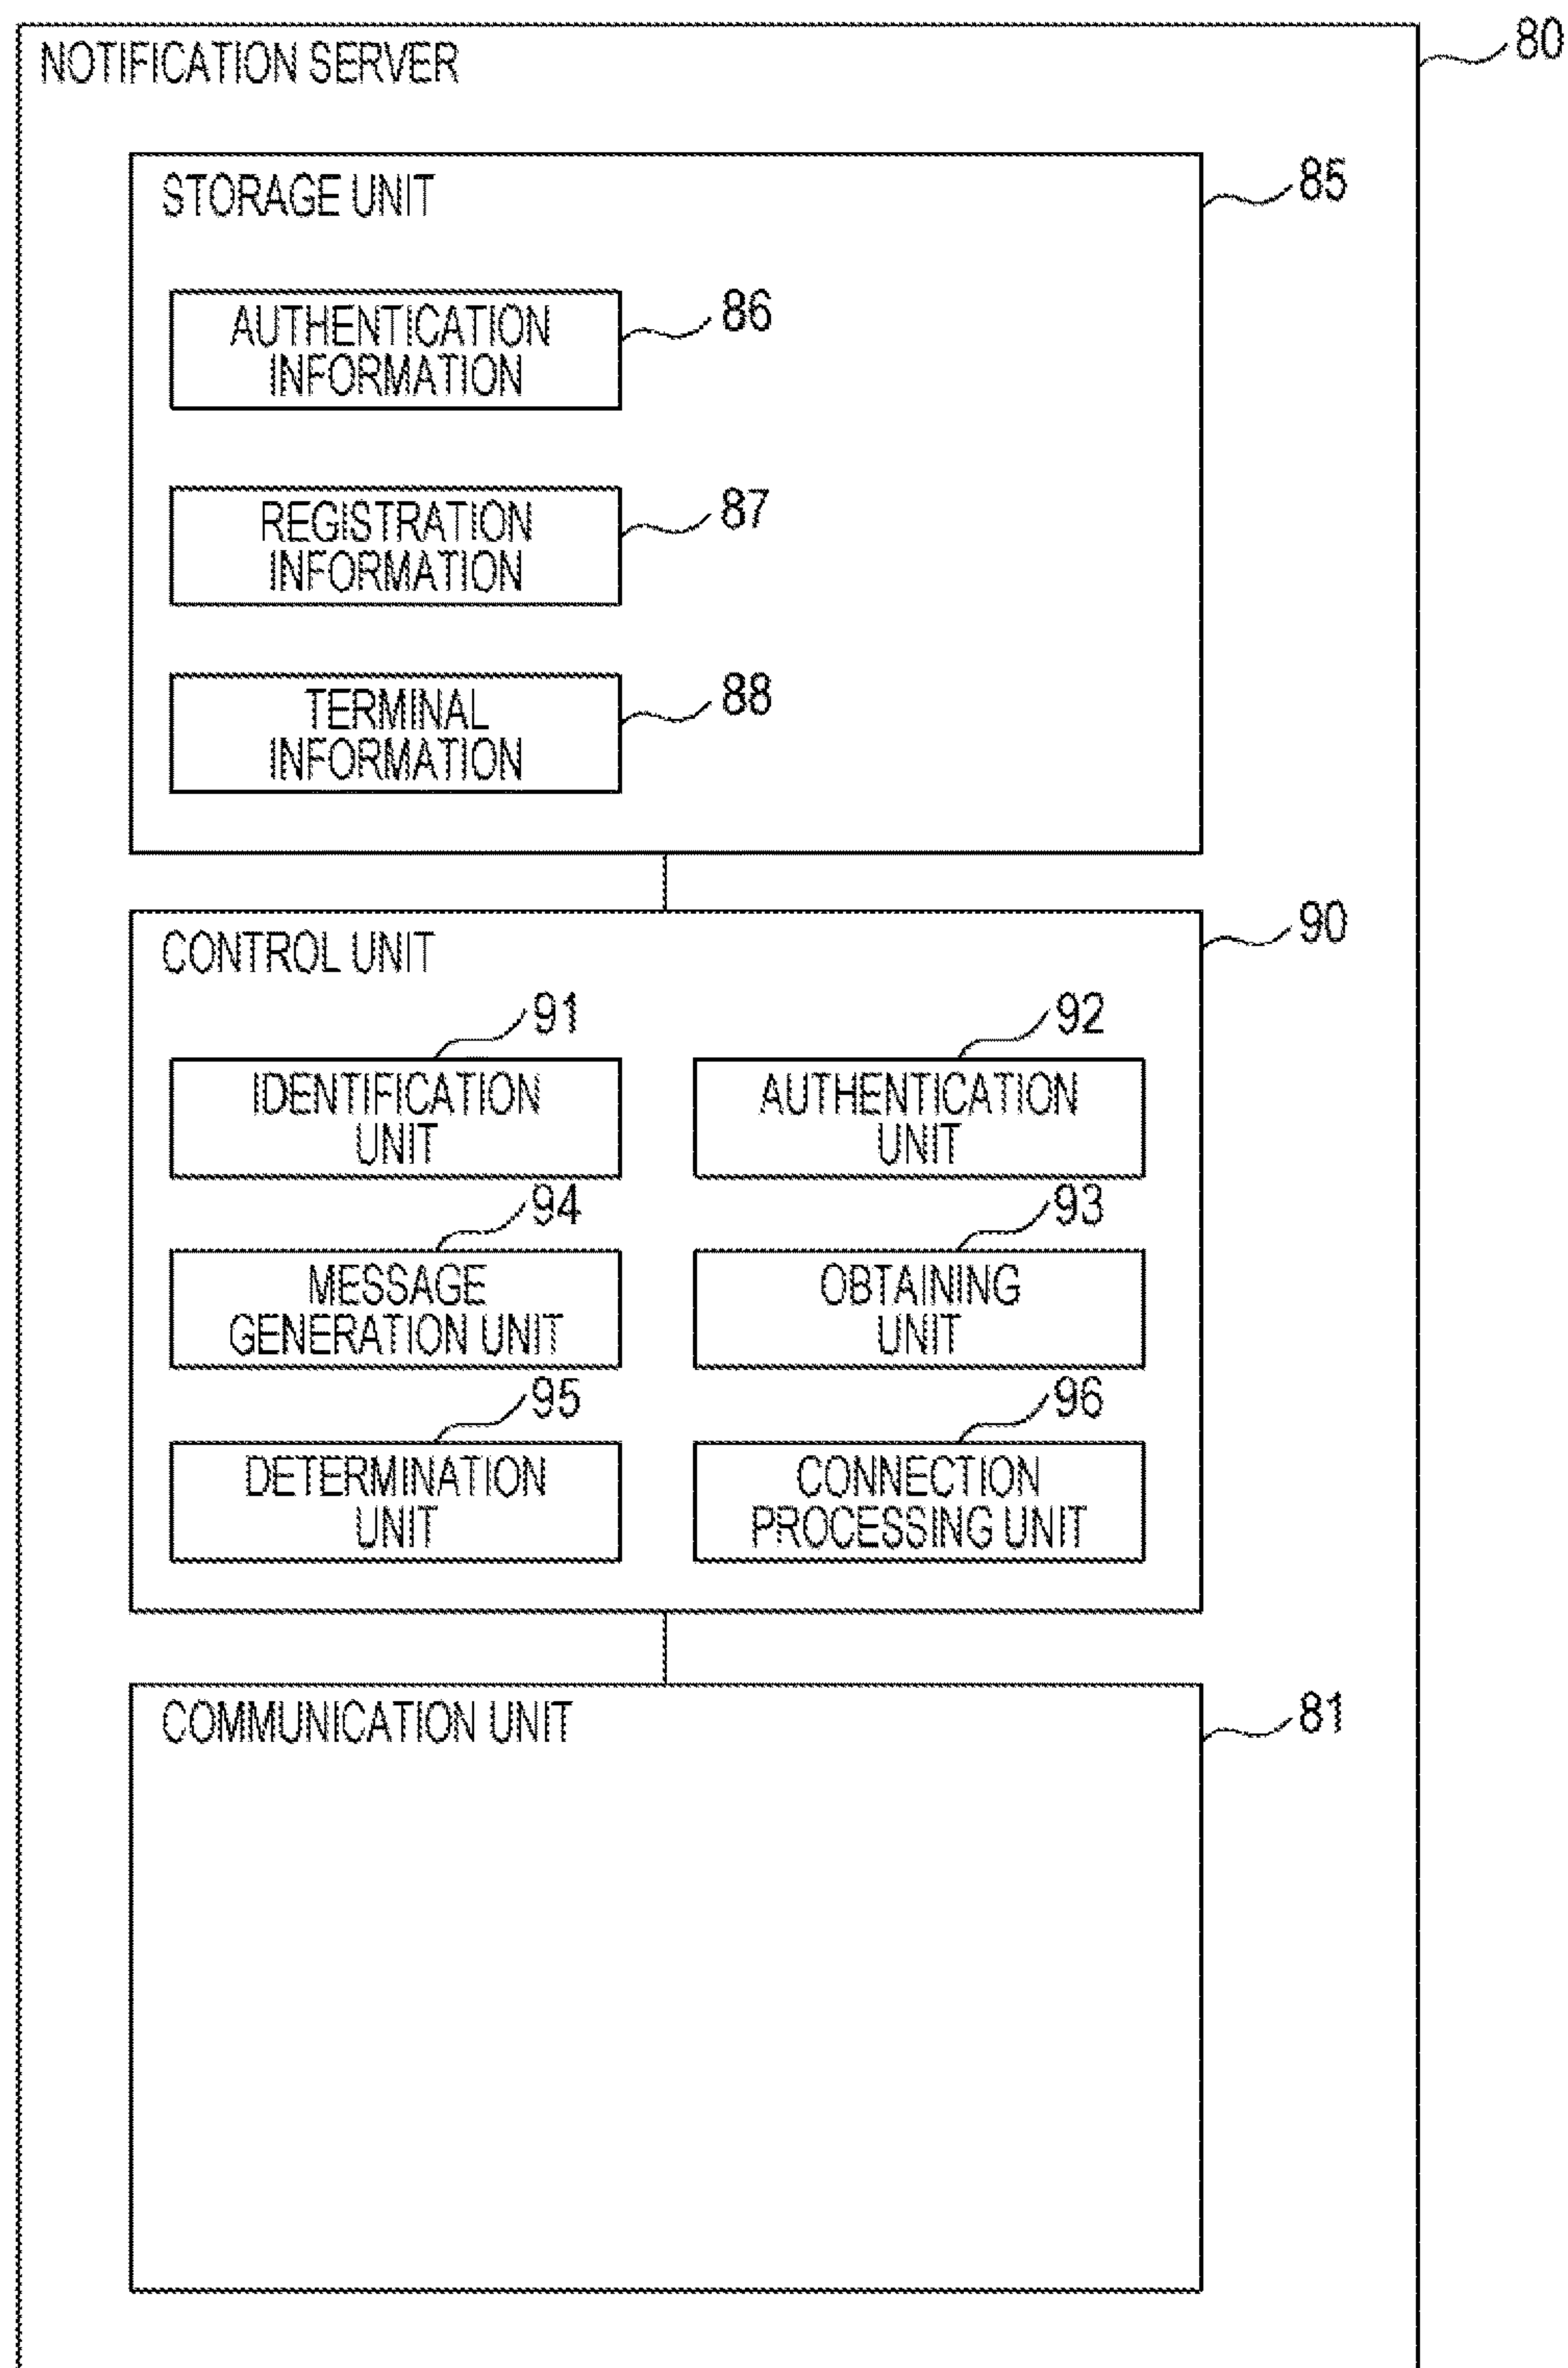 NOTIFICATION SERVER
80
STORAGE UNIT
85
AUTHENTICATION
INFORMATION
86
REGISTRATION
INFORMATION
87
TERMINAL
INFORMATION
88
CONTROL UNIT
90
91
IDENTIFICATION
UNIT
92
AUTHENTICATION
UNIT
94
MESSAGE
GENERATION UNIT
93
OBTAINING
UNIT
95
DETERMINATION
UNIT
96
CONNECTION
PROCESSING UNIT
COMMUNICATION UNIT
81